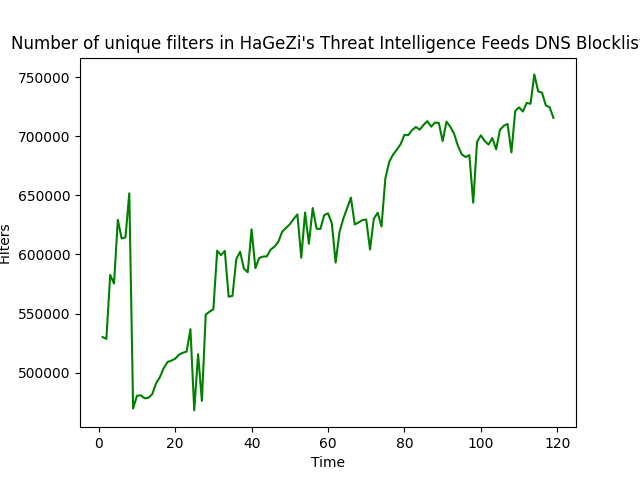 Number of unique filters in HaGeZi's Threat Intelligence Feeds DNS Blocklist
750000
700000
650000
600000
550000
500000
Filters
0 20 40 60 80 100 120
Time